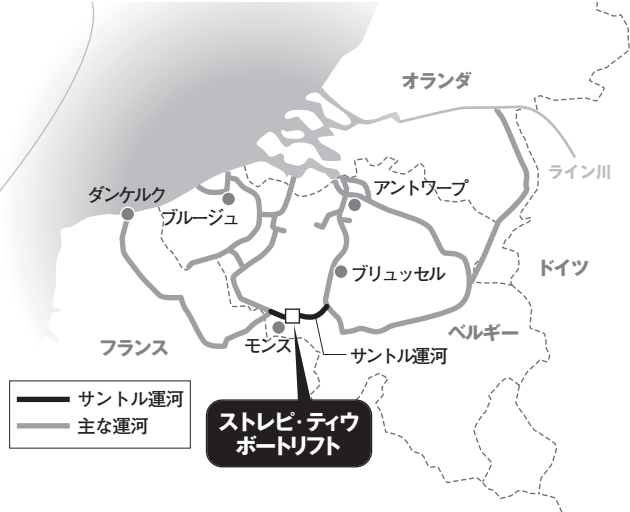 オランダ
ライン川
アントワープ
ダンケルク
ブルージュ
ブリュッセル
ドイツ
ベルギー
フランス
モンス
サントル運河
サントル運河
主な運河
ストレピ・ティウ
ボートリフト